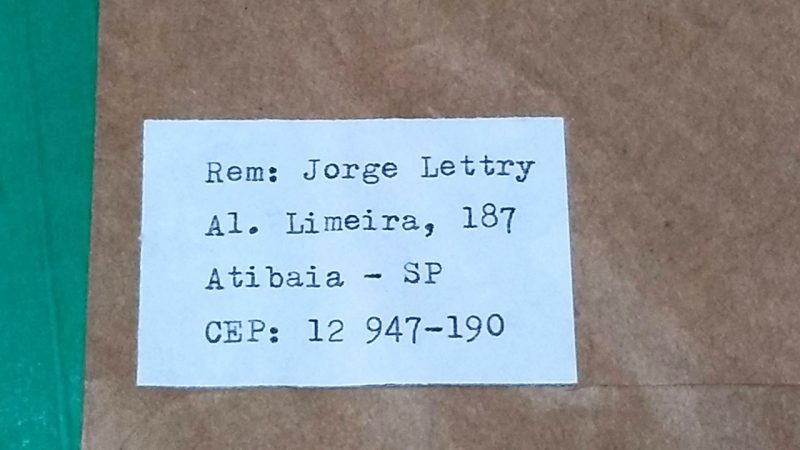 Rem: Jorge Lettry
Al. Limeira, 187
Atibaia - SP
CEP: 12 947-190